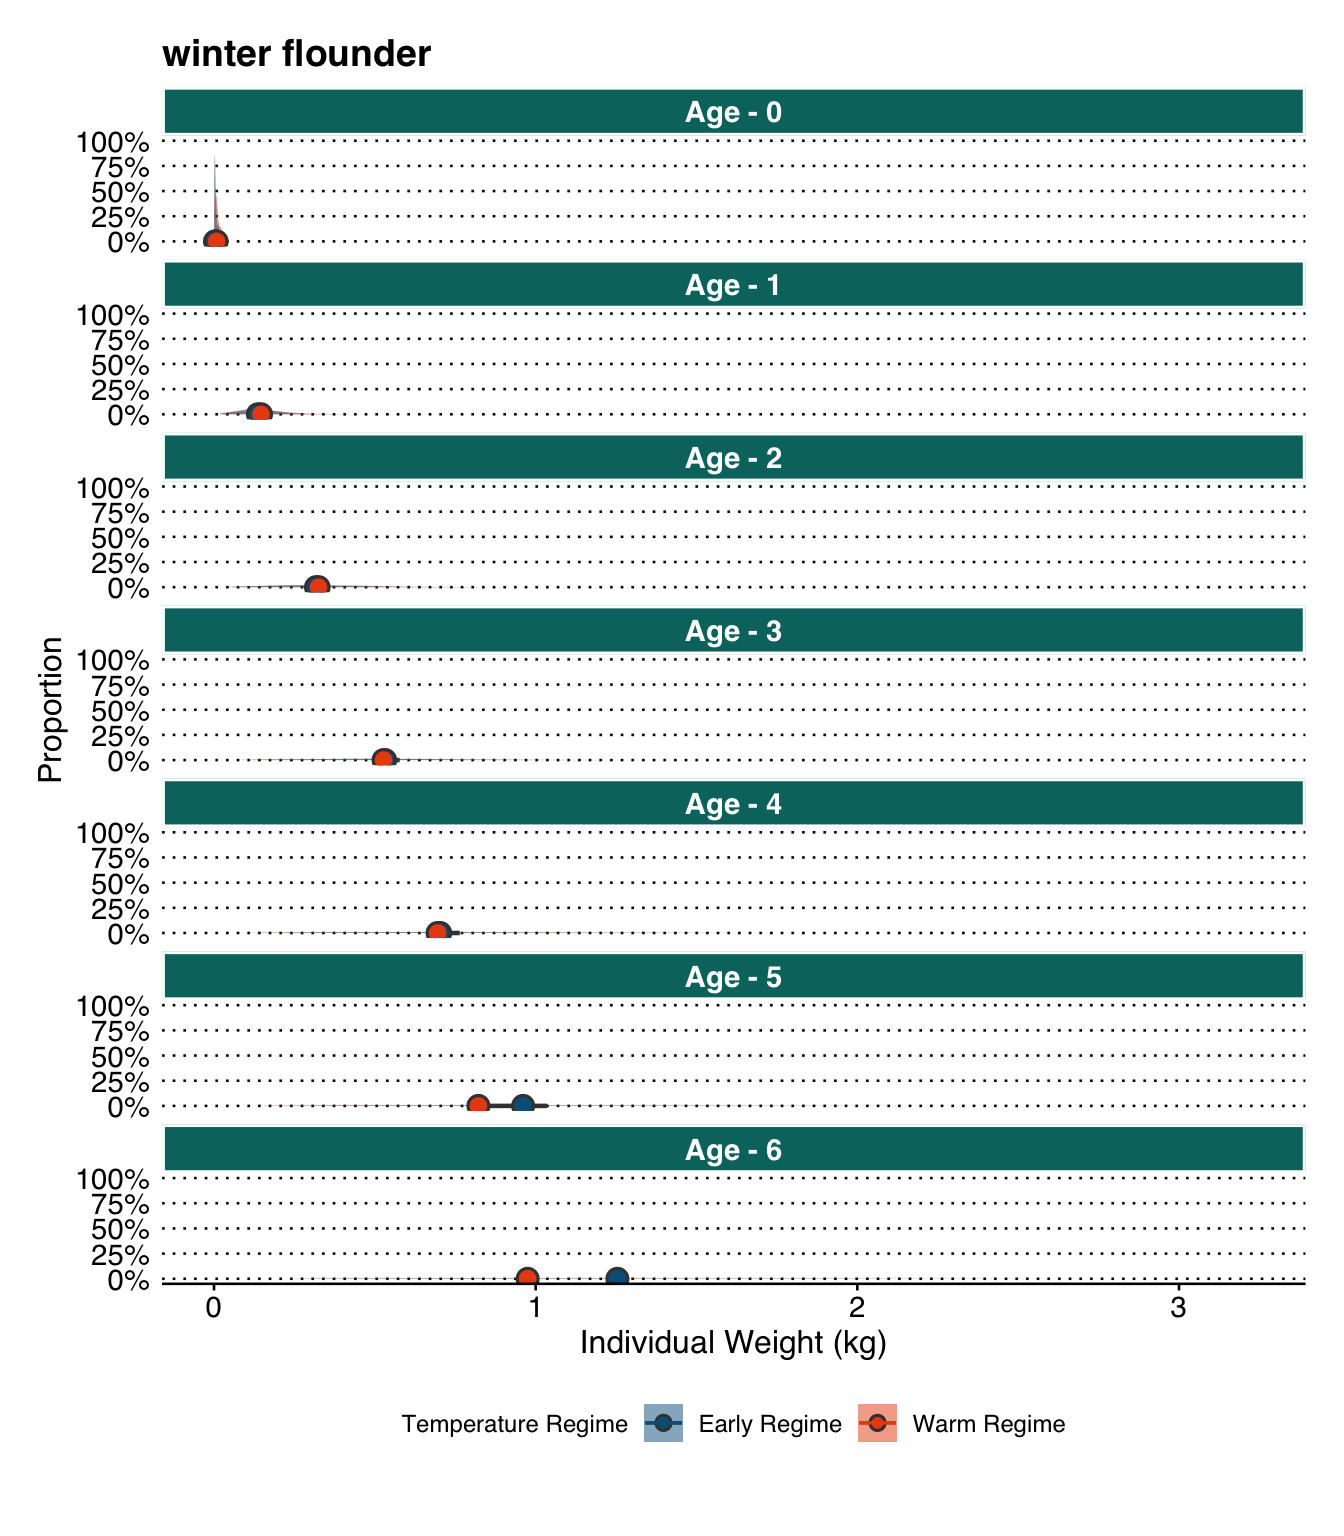 winter flounder
Age - 0
100%
75%
50%
25%
0%
Age - 1
100%
75%
50%
25%
0%
Age - 2
100%
75%
50%
25%
0%
Age - 3
100%
75%
50%
25%
0%
Proportion
Age - 4
100%
75%
50%
25%
0%
Age - 5
100%
75%
50%
25%
0%
Age - 6
100%
75%
50%
25%
0%
0 1 2 3
Individual Weight (kg)
Temperature Regime Early Regime Warm Regime